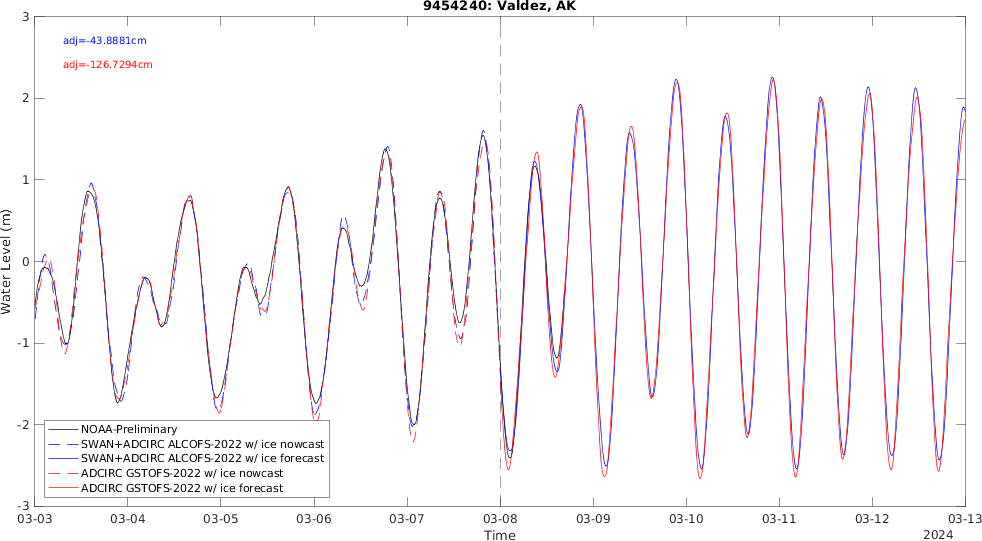 9454240: Valdez, AK
adj=-43.8881cm
adj=-126.7294cm
Water Level (m)
3
2
1
0
-1
-2
-3
NOAA-Preliminary
SWAN+ADCIRC ALCOFS-2022 w/ ice nowcast
SWAN+ADCIRC ALCOFS-2022 w/ ice forecast
ADCIRC GSTOFS-2022 w/ ice nowcast
ADCIRC GSTOFS-2022 w/ ice forecast
03-03 03-04 03-05 03-06 03-07 03-08 03-09 03-10 03-11 03-12 03-13
Time
2024